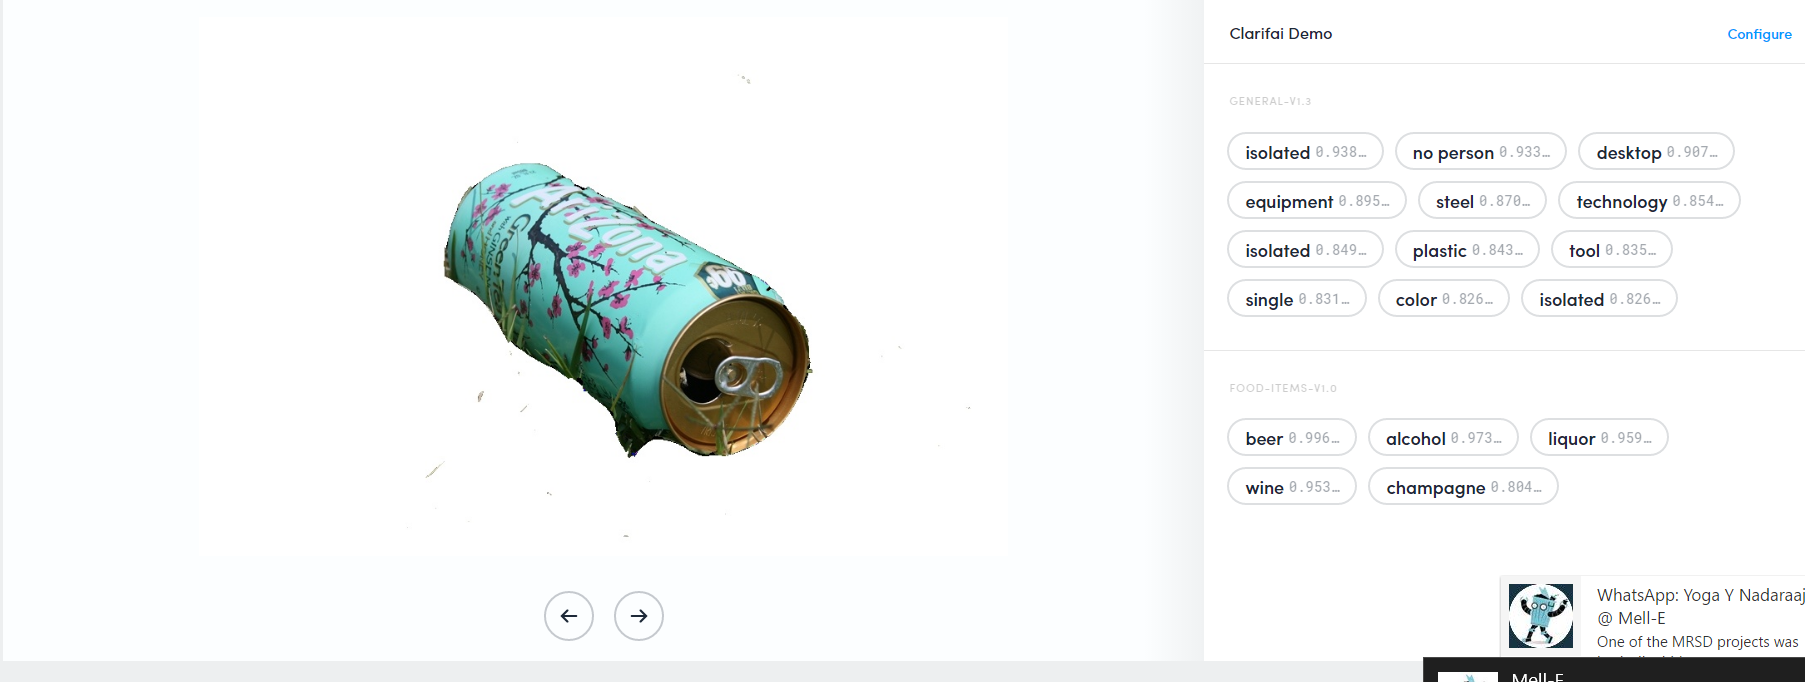 Clarifai Demo
Configure
GENERAL-V1.3
isolated 0.938…
no person 0.933…
desktop 0.907…
equipment 0.895…
steel 0.870…
technology 0.854…
isolated 0.849…
plastic 0.843…
tool 0.835…
single 0.831…
color 0.826…
isolated 0.826…
FOOD-ITEMS-V1.0
beer 0.996…
alcohol 0.973…
liquor 0.959…
wine 0.953…
champagne 0.804…
AriZona
Green Tea
with GINSENG
99¢
WhatsApp: Yoga Y Nadaraaj
@ Mell-E
One of the MRSD projects was
Mell-E